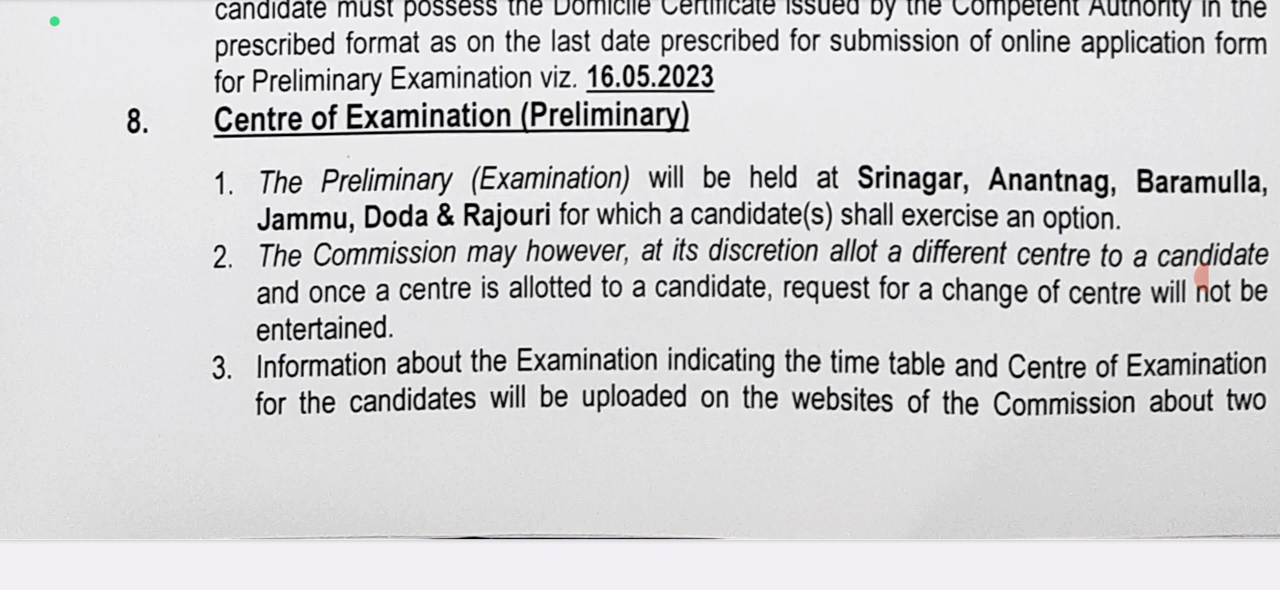 candidate must possess the Domicile Certificate issued by the Competent Authority in the
prescribed format as on the last date prescribed for submission of online application form
for Preliminary Examination viz. 16.05.2023
8. Centre of Examination (Preliminary)
1. The Preliminary (Examination) will be held at Srinagar, Anantnag, Baramulla,
Jammu, Doda & Rajouri for which a candidate(s) shall exercise an option.
2. The Commission may however, at its discretion allot a different centre to a candidate
and once a centre is allotted to a candidate, request for a change of centre will not be
entertained.
3. Information about the Examination indicating the time table and Centre of Examination
for the candidates will be uploaded on the websites of the Commission about two